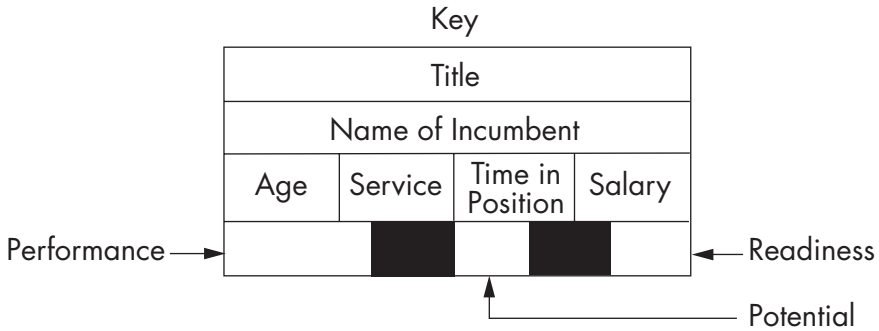 Key
Title
Name of Incumbent
Age
Service
Time in
Position
Salary
Performance
Readiness
Potential